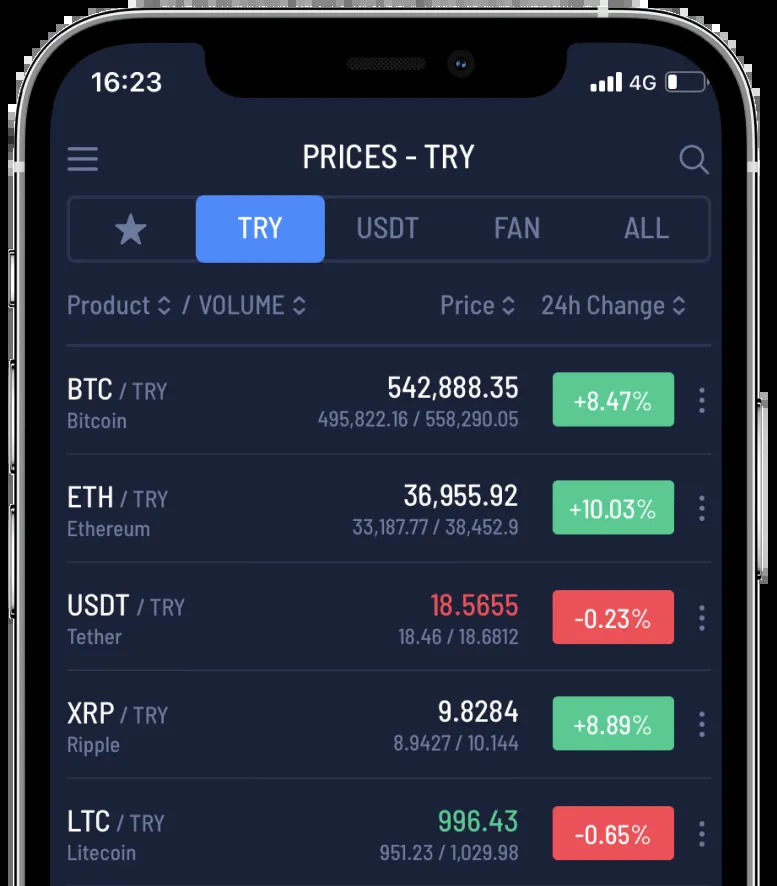 16:23 4G
PRICES - TRY
TRY USDT FAN ALL
Product / VOLUME Price 24h Change
BTC / TRY 542,888.35 +8.47%
Bitcoin 495,822.16 / 558,290.05
ETH / TRY 36,955.92 +10.03%
Ethereum 33,187.77 / 38,452.9
USDT / TRY 18.5655 -0.23%
Tether 18.46 / 18.6812
XRP / TRY 9.8284 +8.89%
Ripple 8.9427 / 10.144
LTC / TRY 996.43 -0.65%
Litecoin 951.23 / 1,029.98